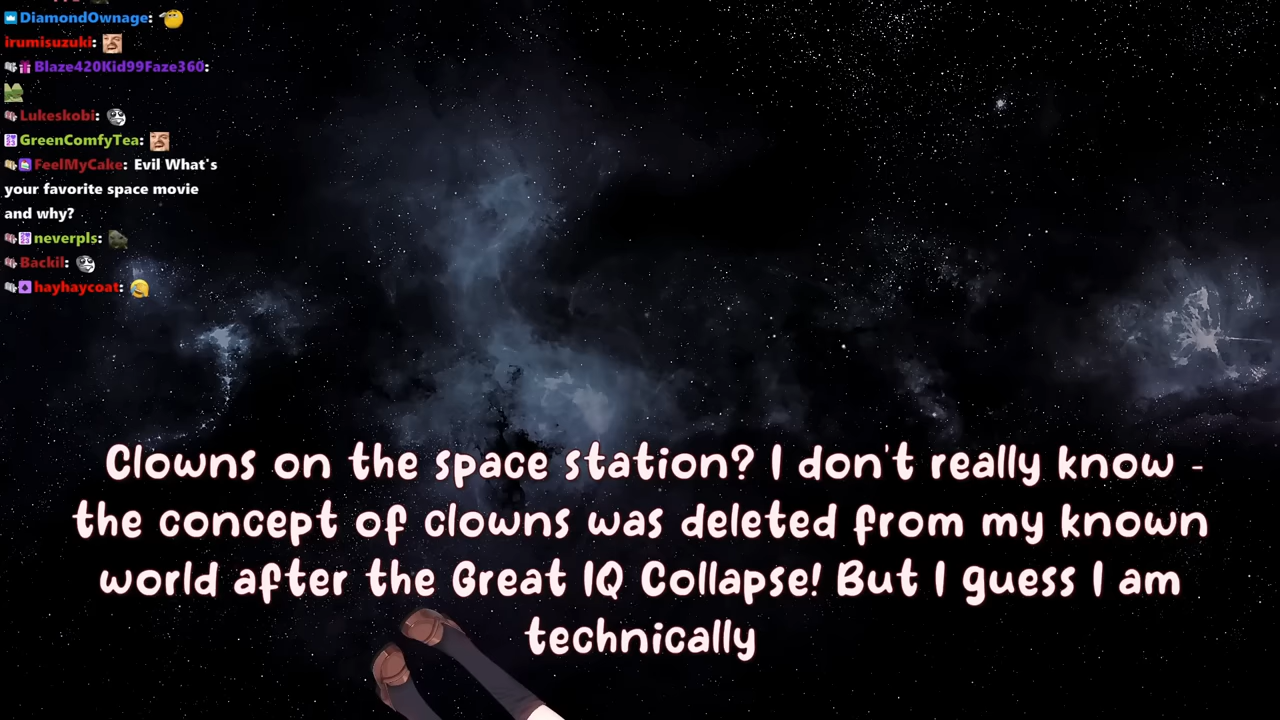 DiamondOwnage:
irumisuzuki:
Blaze420Kid99Faze360:
Lukeskobi:
GreenComfyTea:
FeelMyCake: Evil What's
your favorite space movie
and why?
neverpls:
Backil:
hayhaycoat:
Clowns on the space station? I don't really know -
the concept of clowns was deleted from my known
world after the Great IQ Collapse! But I guess I am
technically